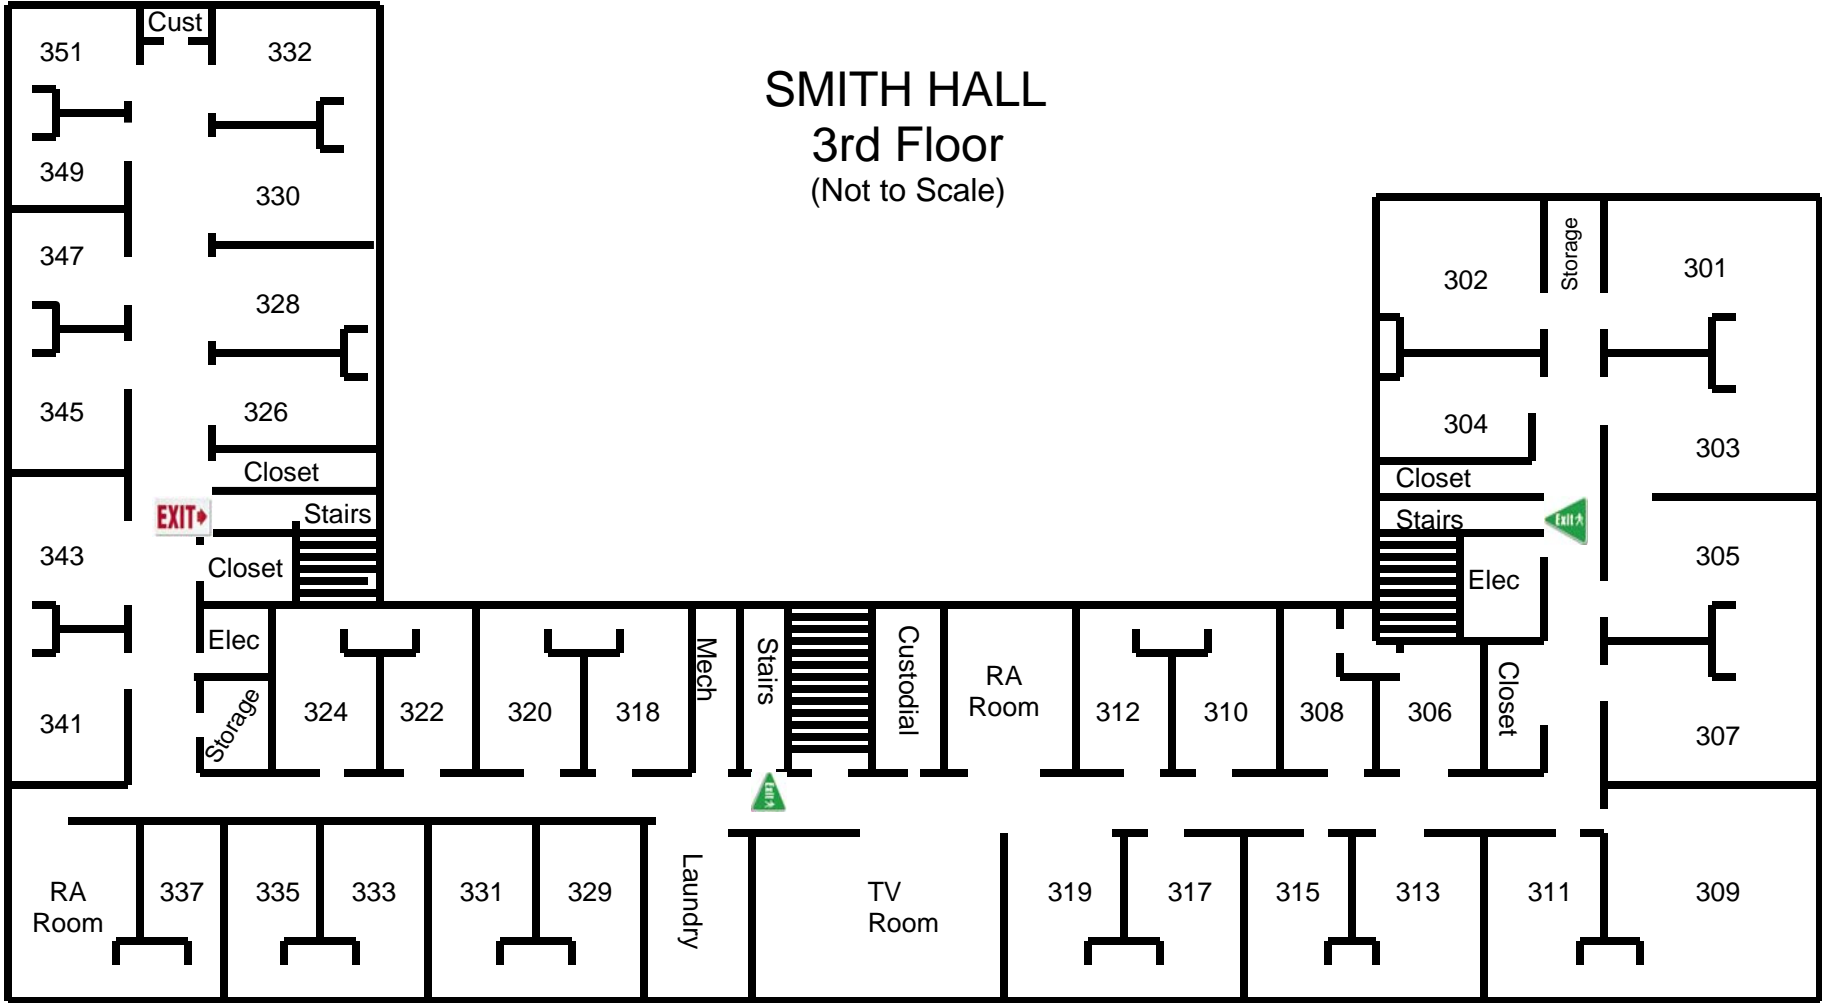 SMITH HALL
3rd Floor
(Not to Scale)
351
Cust
332
349
330
347
328
345
326
Closet
EXIT
Stairs
343
Closet
Elec
341
Storage
324
322
320
318
Mech
Stairs
Exit
Custodial
RA
Room
312
310
308
306
Closet
302
Storage
301
304
303
Closet
Stairs
Exit
Elec
305
307
RA
Room
337
335
333
331
329
Laundry
TV
Room
319
317
315
313
311
309